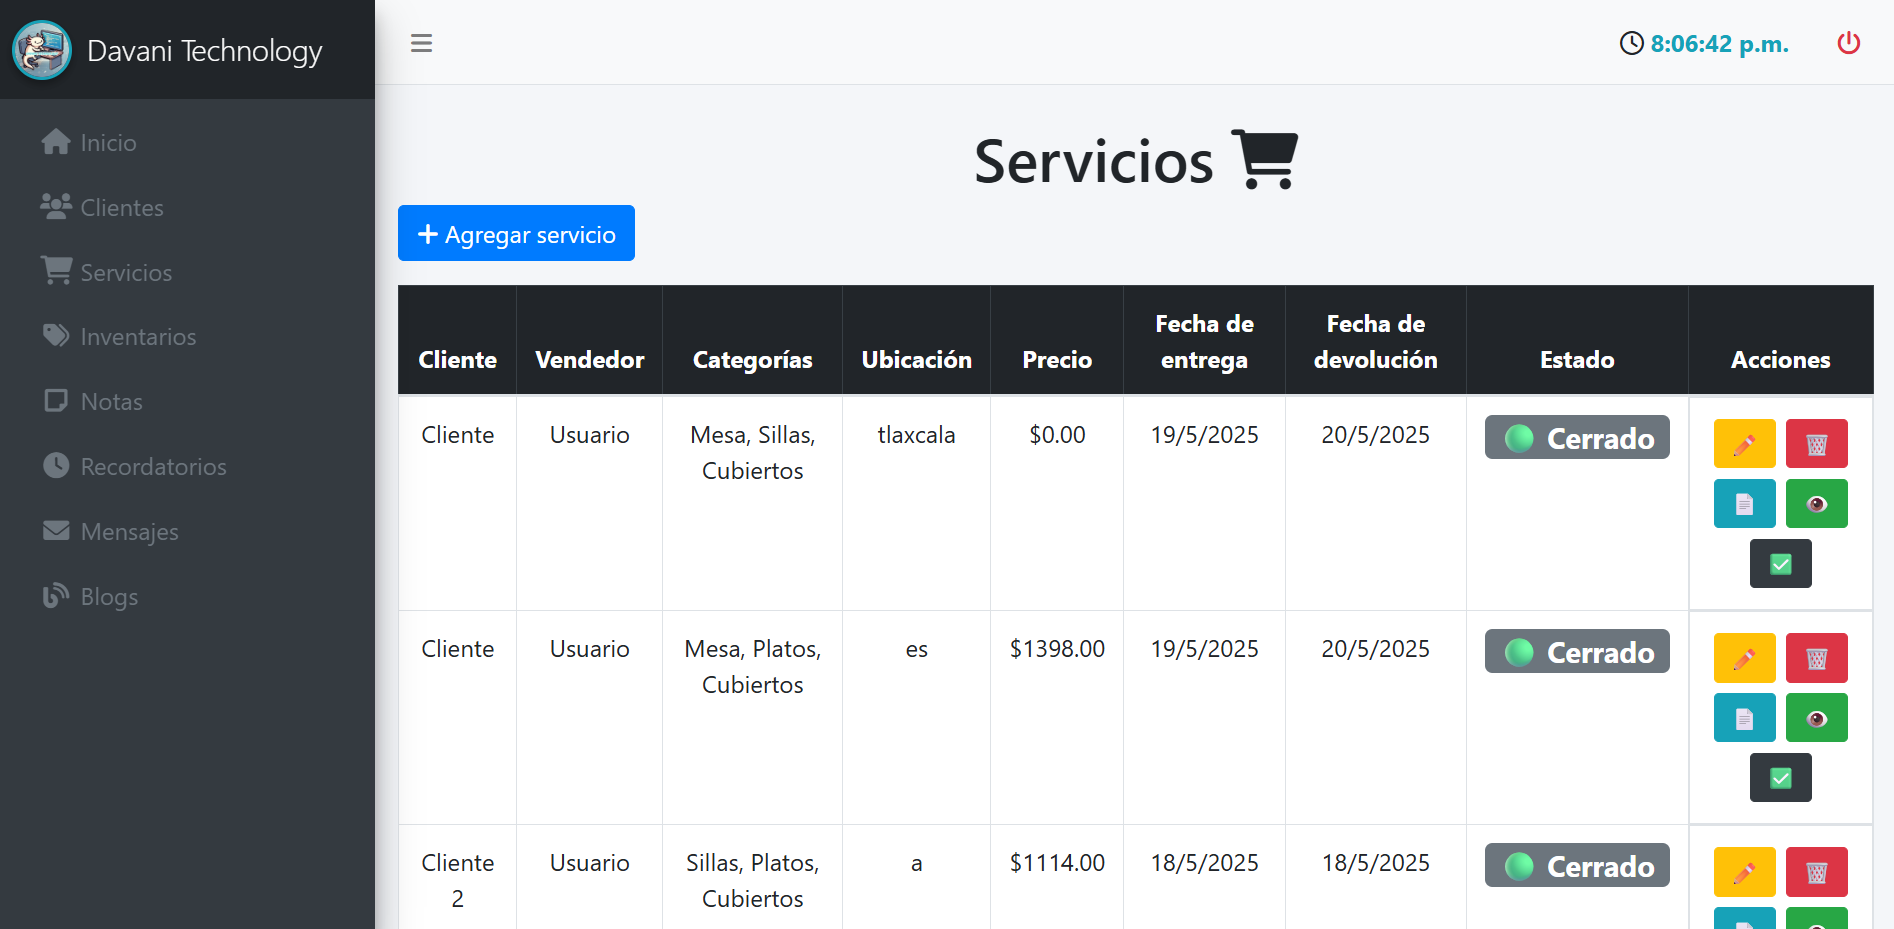 Davani Technology
8:06:42 p.m.
Inicio
Clientes
Servicios
Inventarios
Notas
Recordatorios
Mensajes
Blogs
Servicios
Agregar servicio
Cliente Vendedor Categorías Ubicación Precio Fecha de entrega Fecha de devolución Estado Acciones
Cliente Usuario Mesa, Sillas, tlaxcala $0.00 19/5/2025 20/5/2025 Cerrado
Cubiertos
Cliente Usuario Mesa, Platos, es $1398.00 19/5/2025 20/5/2025 Cerrado
Cubiertos
Cliente Usuario Sillas, Platos, a $1114.00 18/5/2025 18/5/2025 Cerrado
2 Cubiertos